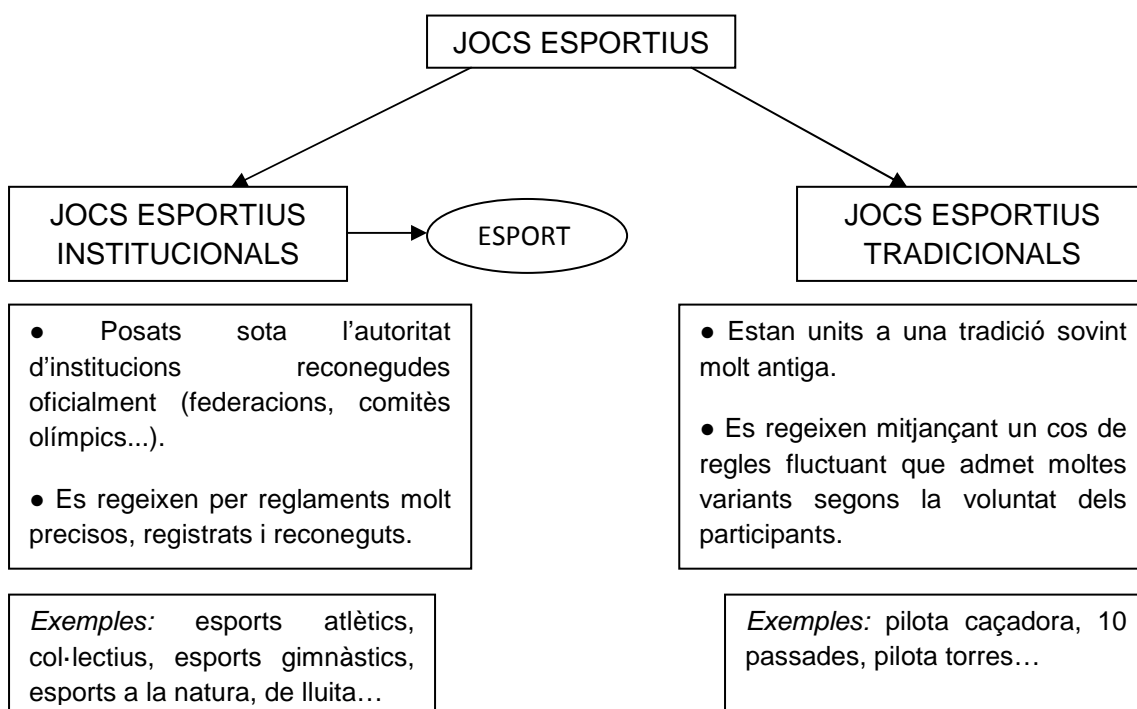 JOCS ESPORTIUS
JOCS ESPORTIUS
INSTITUCIONALS
ESPORT
JOCS ESPORTIUS
TRADICIONALS
● Posats sota l’autoritat
d’institucions reconegudes
oficialment (federacions, comitès
olímpics...).
● Es regeixen per reglaments molt
precisos, registrats i reconeguts.
● Estan units a una tradició sovint
molt antiga.
● Es regeixen mitjançant un cos de
regles fluctuant que admet moltes
variants segons la voluntat dels
participants.
Exemples: esports atlètics,
col·lectius, esports gimnàstics,
esports a la natura, de lluita…
Exemples: pilota caçadora, 10
passades, pilota torres…